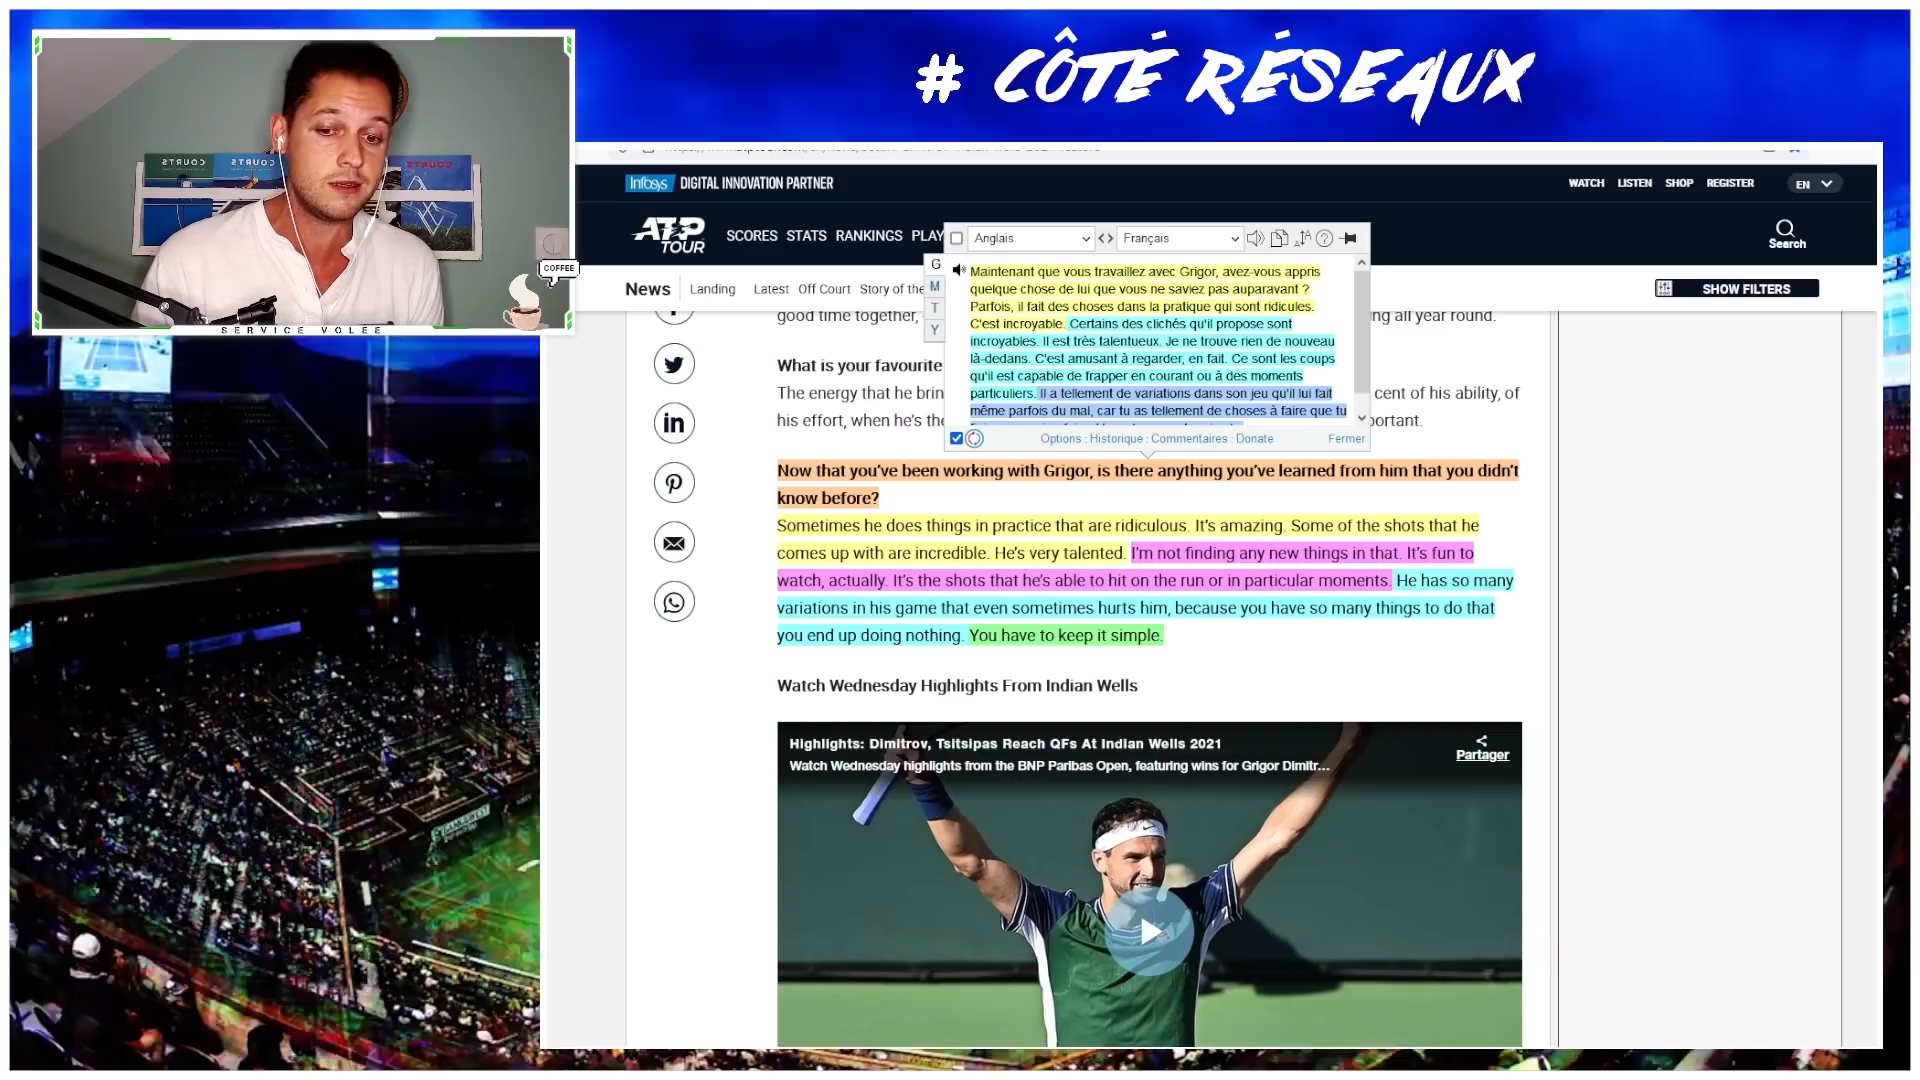 # CÔTÉ RÉSEAUX
COURTS
COURTS
COURTS
COFFEE
SERVICE VOLÉE
Infosys DIGITAL INNOVATION PARTNER
WATCH LISTEN SHOP REGISTER EN
ATP TOUR
SCORES STATS RANKINGS PLAY
Search
Anglais Français
News Landing Latest Off Court Story of the
SHOW FILTERS
G
M
T
Y
Maintenant que vous travaillez avec Grigor, avez-vous appris
quelque chose de lui que vous ne saviez pas auparavant ?
Parfois, il fait des choses dans la pratique qui sont ridicules.
C'est incroyable. Certains des clichés qu'il propose sont
incroyables. Il est très talentueux. Je ne trouve rien de nouveau
là-dedans. C'est amusant à regarder, en fait. Ce sont les coups
qu'il est capable de frapper en courant ou à des moments
particuliers. Il a tellement de variations dans son jeu qu'il lui fait
même parfois du mal, car tu as tellement de choses à faire que tu
Options : Historique : Commentaires : Donate Fermer
good time together, ng all year round.
What is your favourite
The energy that he brin cent of his ability, of
his effort, when he's the portant.
Now that you've been working with Grigor, is there anything you've learned from him that you didn't
know before?
Sometimes he does things in practice that are ridiculous. It's amazing. Some of the shots that he
comes up with are incredible. He's very talented. I'm not finding any new things in that. It's fun to
watch, actually. It's the shots that he's able to hit on the run or in particular moments. He has so many
variations in his game that even sometimes hurts him, because you have so many things to do that
you end up doing nothing. You have to keep it simple.
Watch Wednesday Highlights From Indian Wells
Highlights: Dimitrov, Tsitsipas Reach QFs At Indian Wells 2021
Watch Wednesday highlights from the BNP Paribas Open, featuring wins for Grigor Dimitr...
Partager